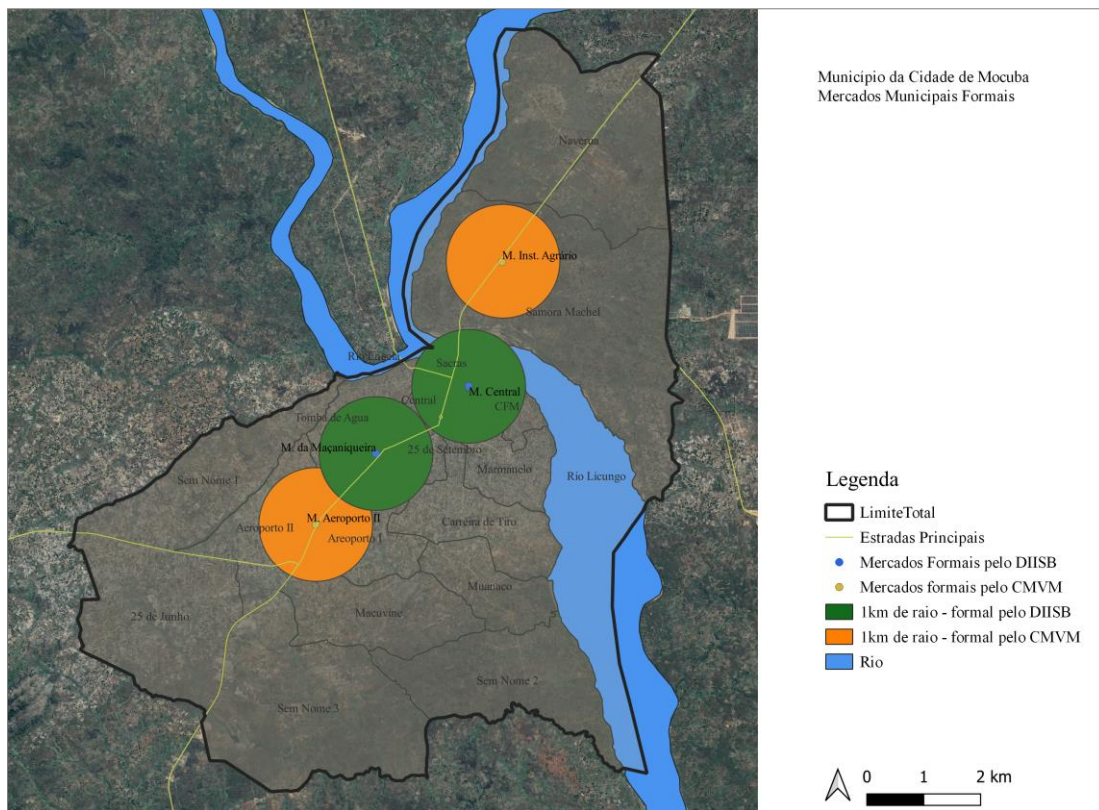 Município da Cidade de Mocuba
Mercados Municipais Formais
Naverua
M. Inst. Agrário
Samora Machel
Sacras
M. Central
Central
CFM
Tomba de Agua
M. da Maçaniqueira
25 de Setembro
Marmanelo
Rio Licungo
Sem Nome 1
M. Aeroporto II
Aeroporto II
Areoporto I
Carreira de Tiro
Muanaco
25 de Junho
Macuvine
Sem Nome 2
Sem Nome 3
Legenda
LimiteTotal
Estradas Principais
Mercados Formais pelo DIISB
Mercados formais pelo CMVM
1km de raio - formal pelo DIISB
1km de raio - formal pelo CMVM
Rio
0 1 2 km